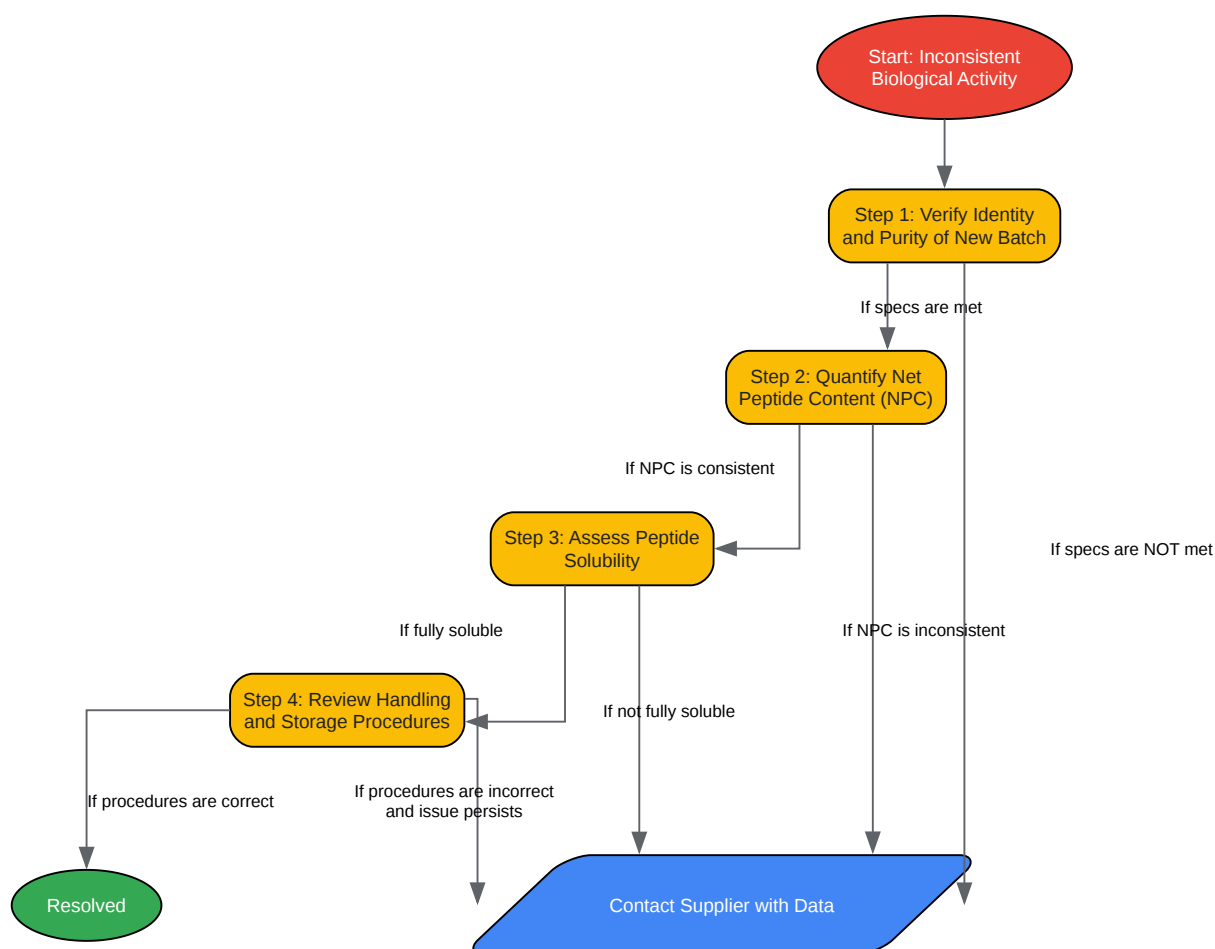 Start: Inconsistent
Biological Activity
Step 1: Verify Identity
and Purity of New Batch
If specs are met
Step 2: Quantify Net
Peptide Content (NPC)
If NPC is consistent
Step 3: Assess Peptide
Solubility
If specs are NOT met
If fully soluble
If NPC is inconsistent
Step 4: Review Handling
and Storage Procedures
If not fully soluble
If procedures are correct
If procedures are incorrect
and issue persists
Resolved
Contact Supplier with Data